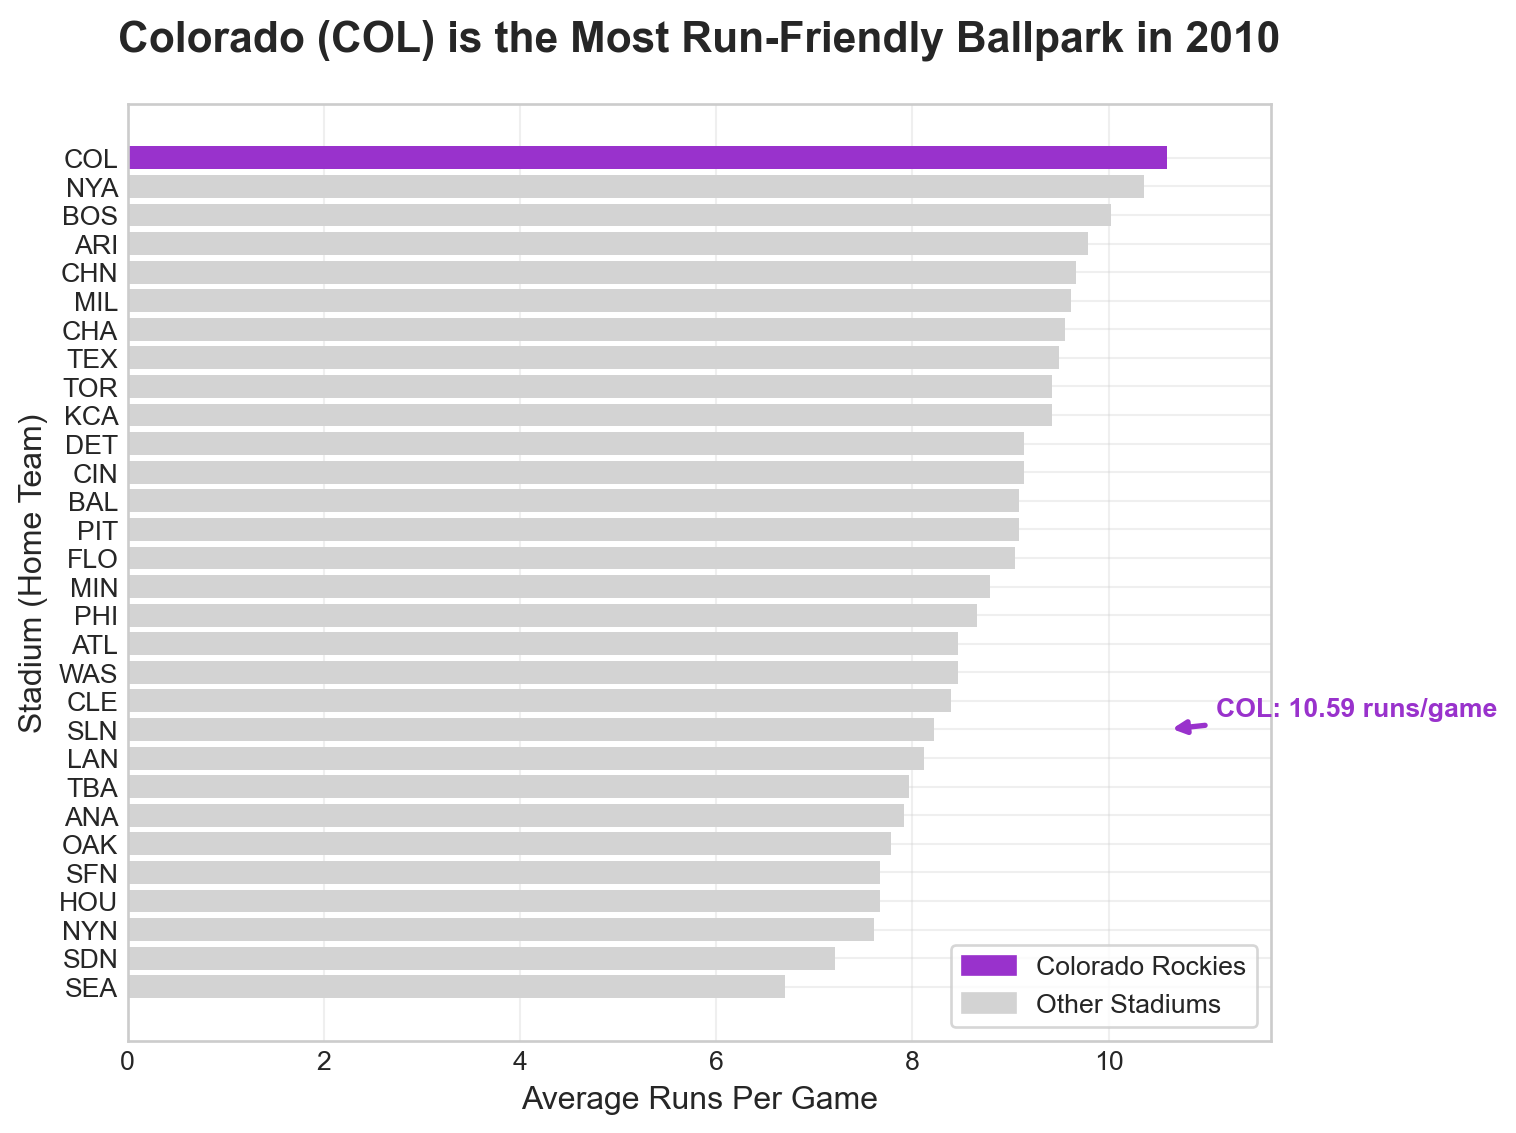 Colorado (COL) is the Most Run-Friendly Ballpark in 2010
Stadium (Home Team)
COL
NYA
BOS
ARI
CHN
MIL
CHA
TEX
TOR
KCA
DET
CIN
BAL
PIT
FLO
MIN
PHI
ATL
WAS
CLE
SLN
LAN
TBA
ANA
OAK
SFN
HOU
NYN
SDN
SEA
COL: 10.59 runs/game
Colorado Rockies
Other Stadiums
0 2 4 6 8 10
Average Runs Per Game